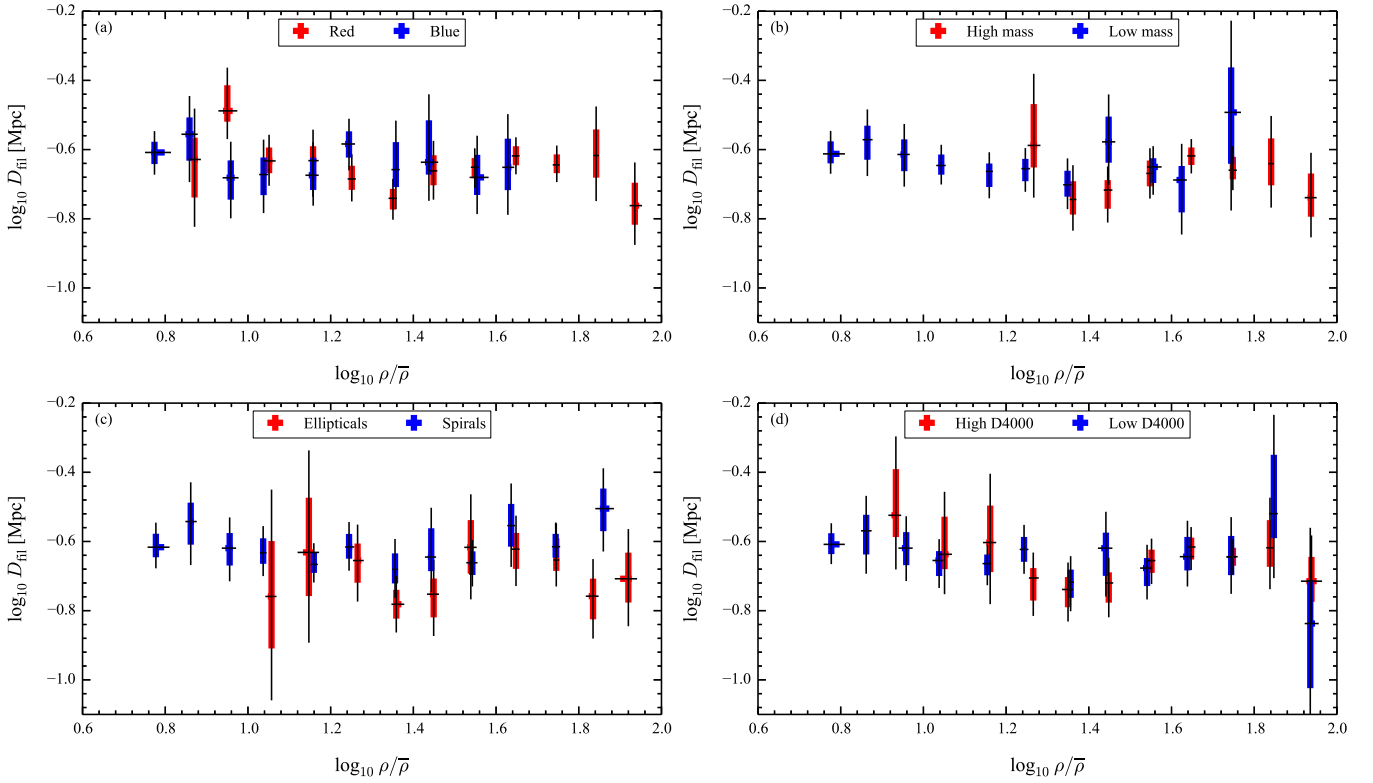 (a)
Red Blue
−0.2
−0.4
−0.6
−0.8
−1.0
log₁₀ D_fil [Mpc]
0.6 0.8 1.0 1.2 1.4 1.6 1.8 2.0
log₁₀ ρ/ρ̅
(b)
High mass Low mass
−0.2
−0.4
−0.6
−0.8
−1.0
log₁₀ D_fil [Mpc]
0.6 0.8 1.0 1.2 1.4 1.6 1.8 2.0
log₁₀ ρ/ρ̅
(c)
Ellipticals Spirals
−0.2
−0.4
−0.6
−0.8
−1.0
log₁₀ D_fil [Mpc]
0.6 0.8 1.0 1.2 1.4 1.6 1.8 2.0
log₁₀ ρ/ρ̅
(d)
High D4000 Low D4000
−0.2
−0.4
−0.6
−0.8
−1.0
log₁₀ D_fil [Mpc]
0.6 0.8 1.0 1.2 1.4 1.6 1.8 2.0
log₁₀ ρ/ρ̅